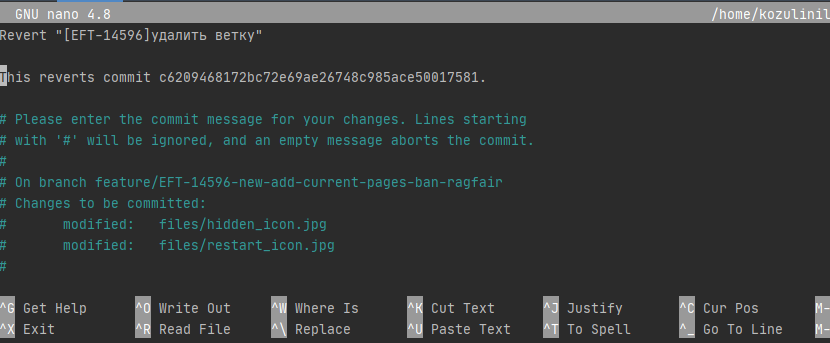 GNU nano 4.8 /home/kozulinil
Revert "[EFT-14596]удалить ветку"
This reverts commit c6209468172bc72e69ae26748c985ace50017581.
# Please enter the commit message for your changes. Lines starting
# with '#' will be ignored, and an empty message aborts the commit.
#
# On branch feature/EFT-14596-new-add-current-pages-ban-ragfair
# Changes to be committed:
# modified: files/hidden_icon.jpg
# modified: files/restart_icon.jpg
#
^G Get Help ^O Write Out ^W Where Is ^K Cut Text ^J Justify ^C Cur Pos M-
^X Exit ^R Read File ^\ Replace ^U Paste Text ^T To Spell ^_ Go To Line M-